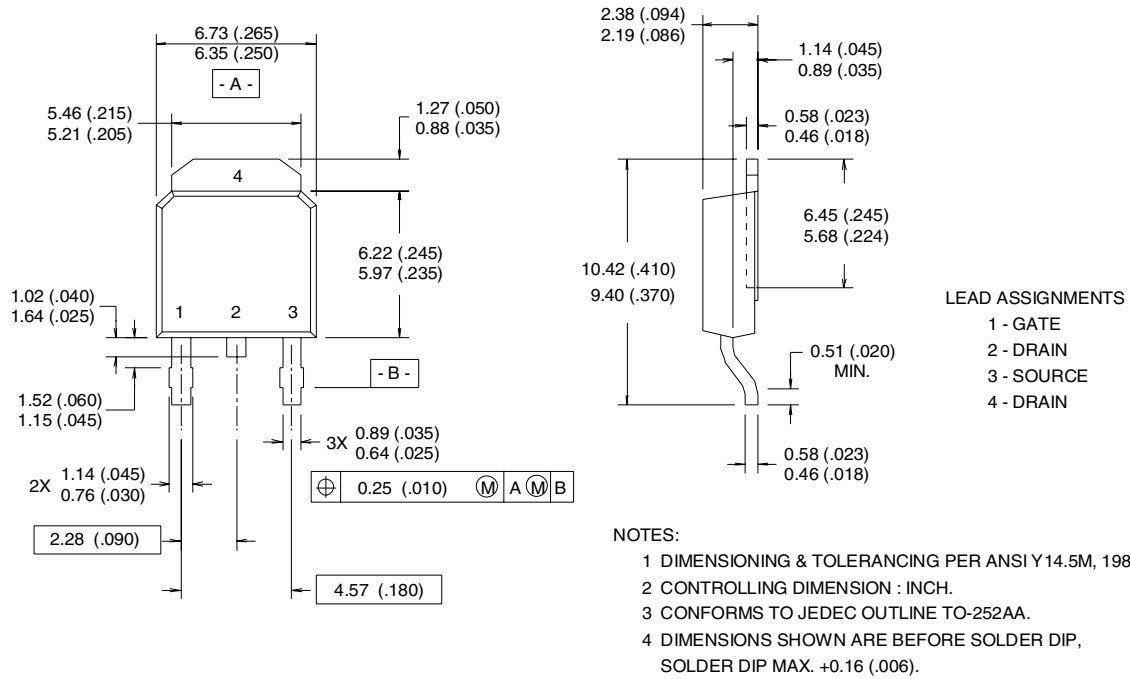 6.73 (.265)
6.35 (.250)
- A -
5.46 (.215)
5.21 (.205)
1.27 (.050)
0.88 (.035)
4
6.22 (.245)
5.97 (.235)
1.02 (.040)
1.64 (.025)
1 2 3
- B -
1.52 (.060)
1.15 (.045)
3X 0.89 (.035)
0.64 (.025)
2X 1.14 (.045)
0.76 (.030)
⌖ 0.25 (.010) Ⓜ A Ⓜ B
2.28 (.090)
4.57 (.180)
2.38 (.094)
2.19 (.086)
1.14 (.045)
0.89 (.035)
0.58 (.023)
0.46 (.018)
6.45 (.245)
5.68 (.224)
10.42 (.410)
9.40 (.370)
0.51 (.020)
MIN.
0.58 (.023)
0.46 (.018)
LEAD ASSIGNMENTS
1 - GATE
2 - DRAIN
3 - SOURCE
4 - DRAIN
NOTES:
1 DIMENSIONING & TOLERANCING PER ANSI Y14.5M, 198
2 CONTROLLING DIMENSION : INCH.
3 CONFORMS TO JEDEC OUTLINE TO-252AA.
4 DIMENSIONS SHOWN ARE BEFORE SOLDER DIP,
SOLDER DIP MAX. +0.16 (.006).